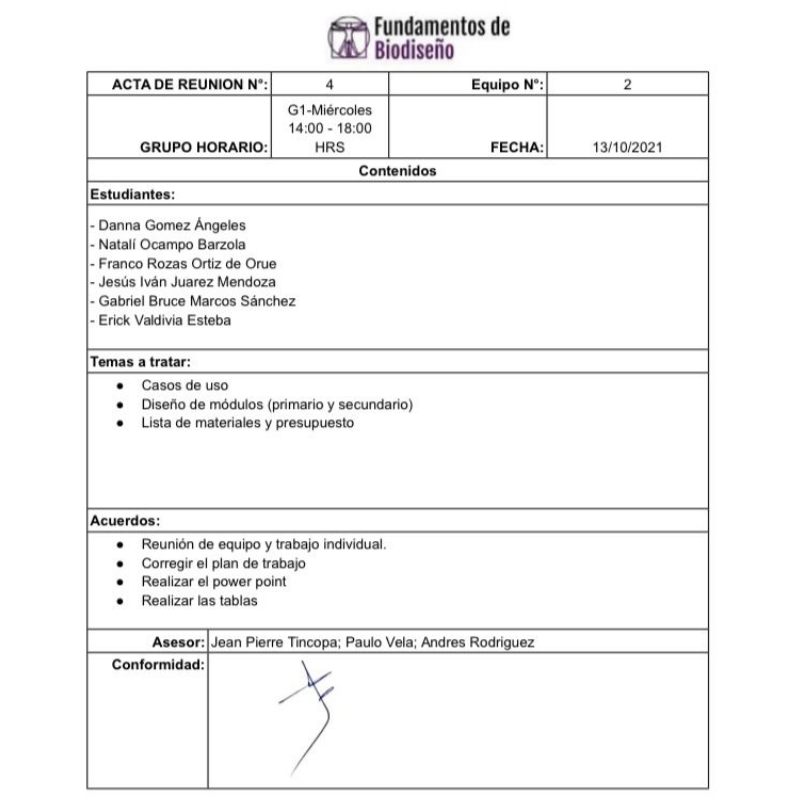 Fundamentos de
Biodiseño
ACTA DE REUNION N°: 4 Equipo N°: 2
G1-Miércoles
14:00 - 18:00
GRUPO HORARIO: HRS FECHA: 13/10/2021
Contenidos
Estudiantes:
- Danna Gomez Ángeles
- Natalí Ocampo Barzola
- Franco Rozas Ortiz de Orue
- Jesús Iván Juarez Mendoza
- Gabriel Bruce Marcos Sánchez
- Erick Valdivia Esteba
Temas a tratar:
● Casos de uso
● Diseño de módulos (primario y secundario)
● Lista de materiales y presupuesto
Acuerdos:
● Reunión de equipo y trabajo individual.
● Corregir el plan de trabajo
● Realizar el power point
● Realizar las tablas
Asesor: Jean Pierre Tincopa; Paulo Vela; Andres Rodriguez
Conformidad: